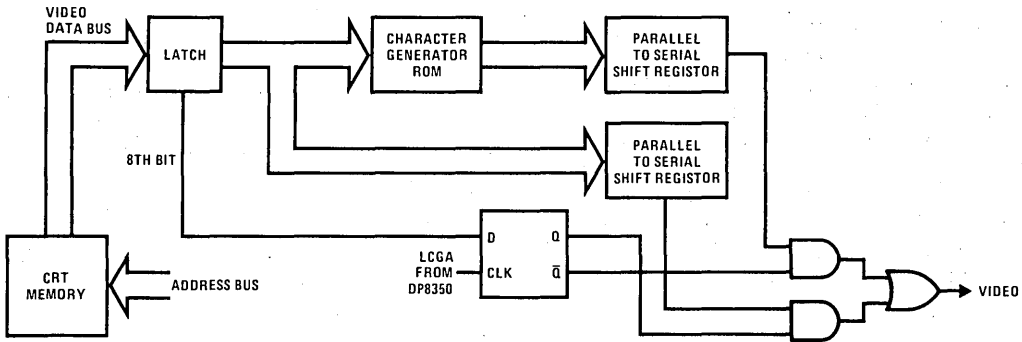 VIDEO
DATA BUS
LATCH
CHARACTER
GENERATOR
ROM
PARALLEL
TO SERIAL
SHIFT REGISTOR
PARALLEL
TO SERIAL
SHIFT REGISTOR
8TH BIT
CRT
MEMORY
ADDRESS BUS
LCGA
FROM
DP8350
D
Q
CLK
Q̅
VIDEO